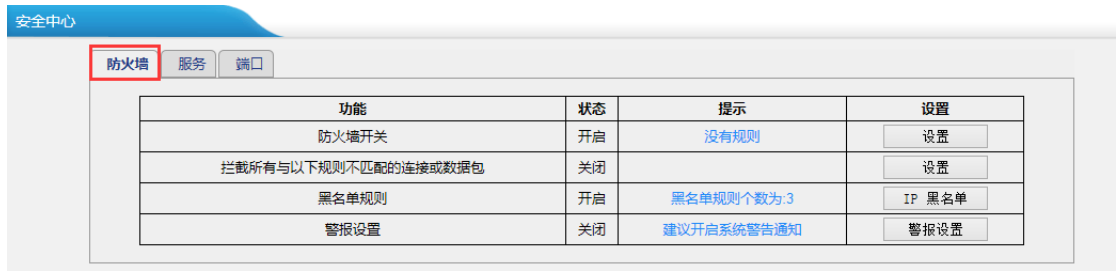 安全中心
防火墙 服务 端口
功能 状态 提示 设置
防火墙开关 开启 没有规则 设置
拦截所有与以下规则不匹配的连接或数据包 关闭 设置
黑名单规则 开启 黑名单规则个数为:3 IP 黑名单
警报设置 关闭 建议开启系统警告通知 警报设置